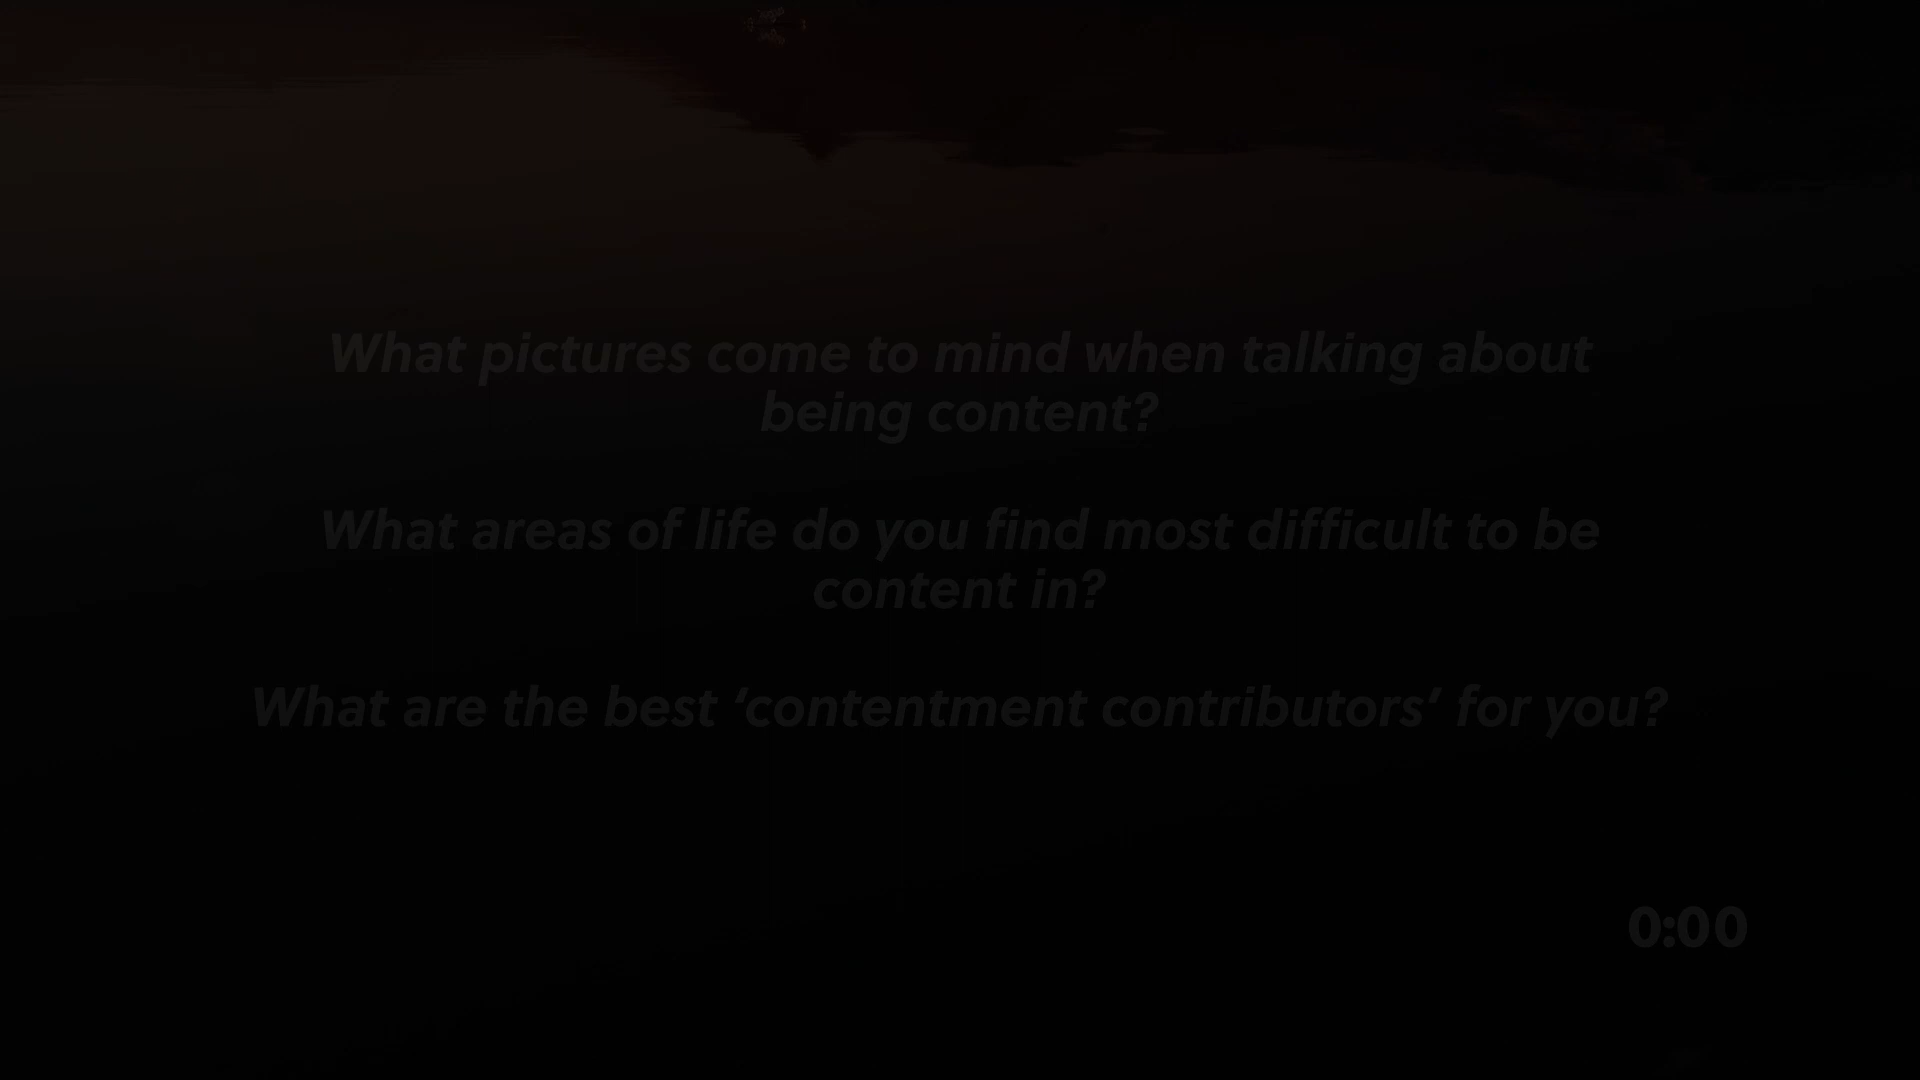 What pictures come to mind when talking about
being content?
What areas of life do you find most difficult to be
content in?
What are the best ‘contentment contributors’ for you?
0:00